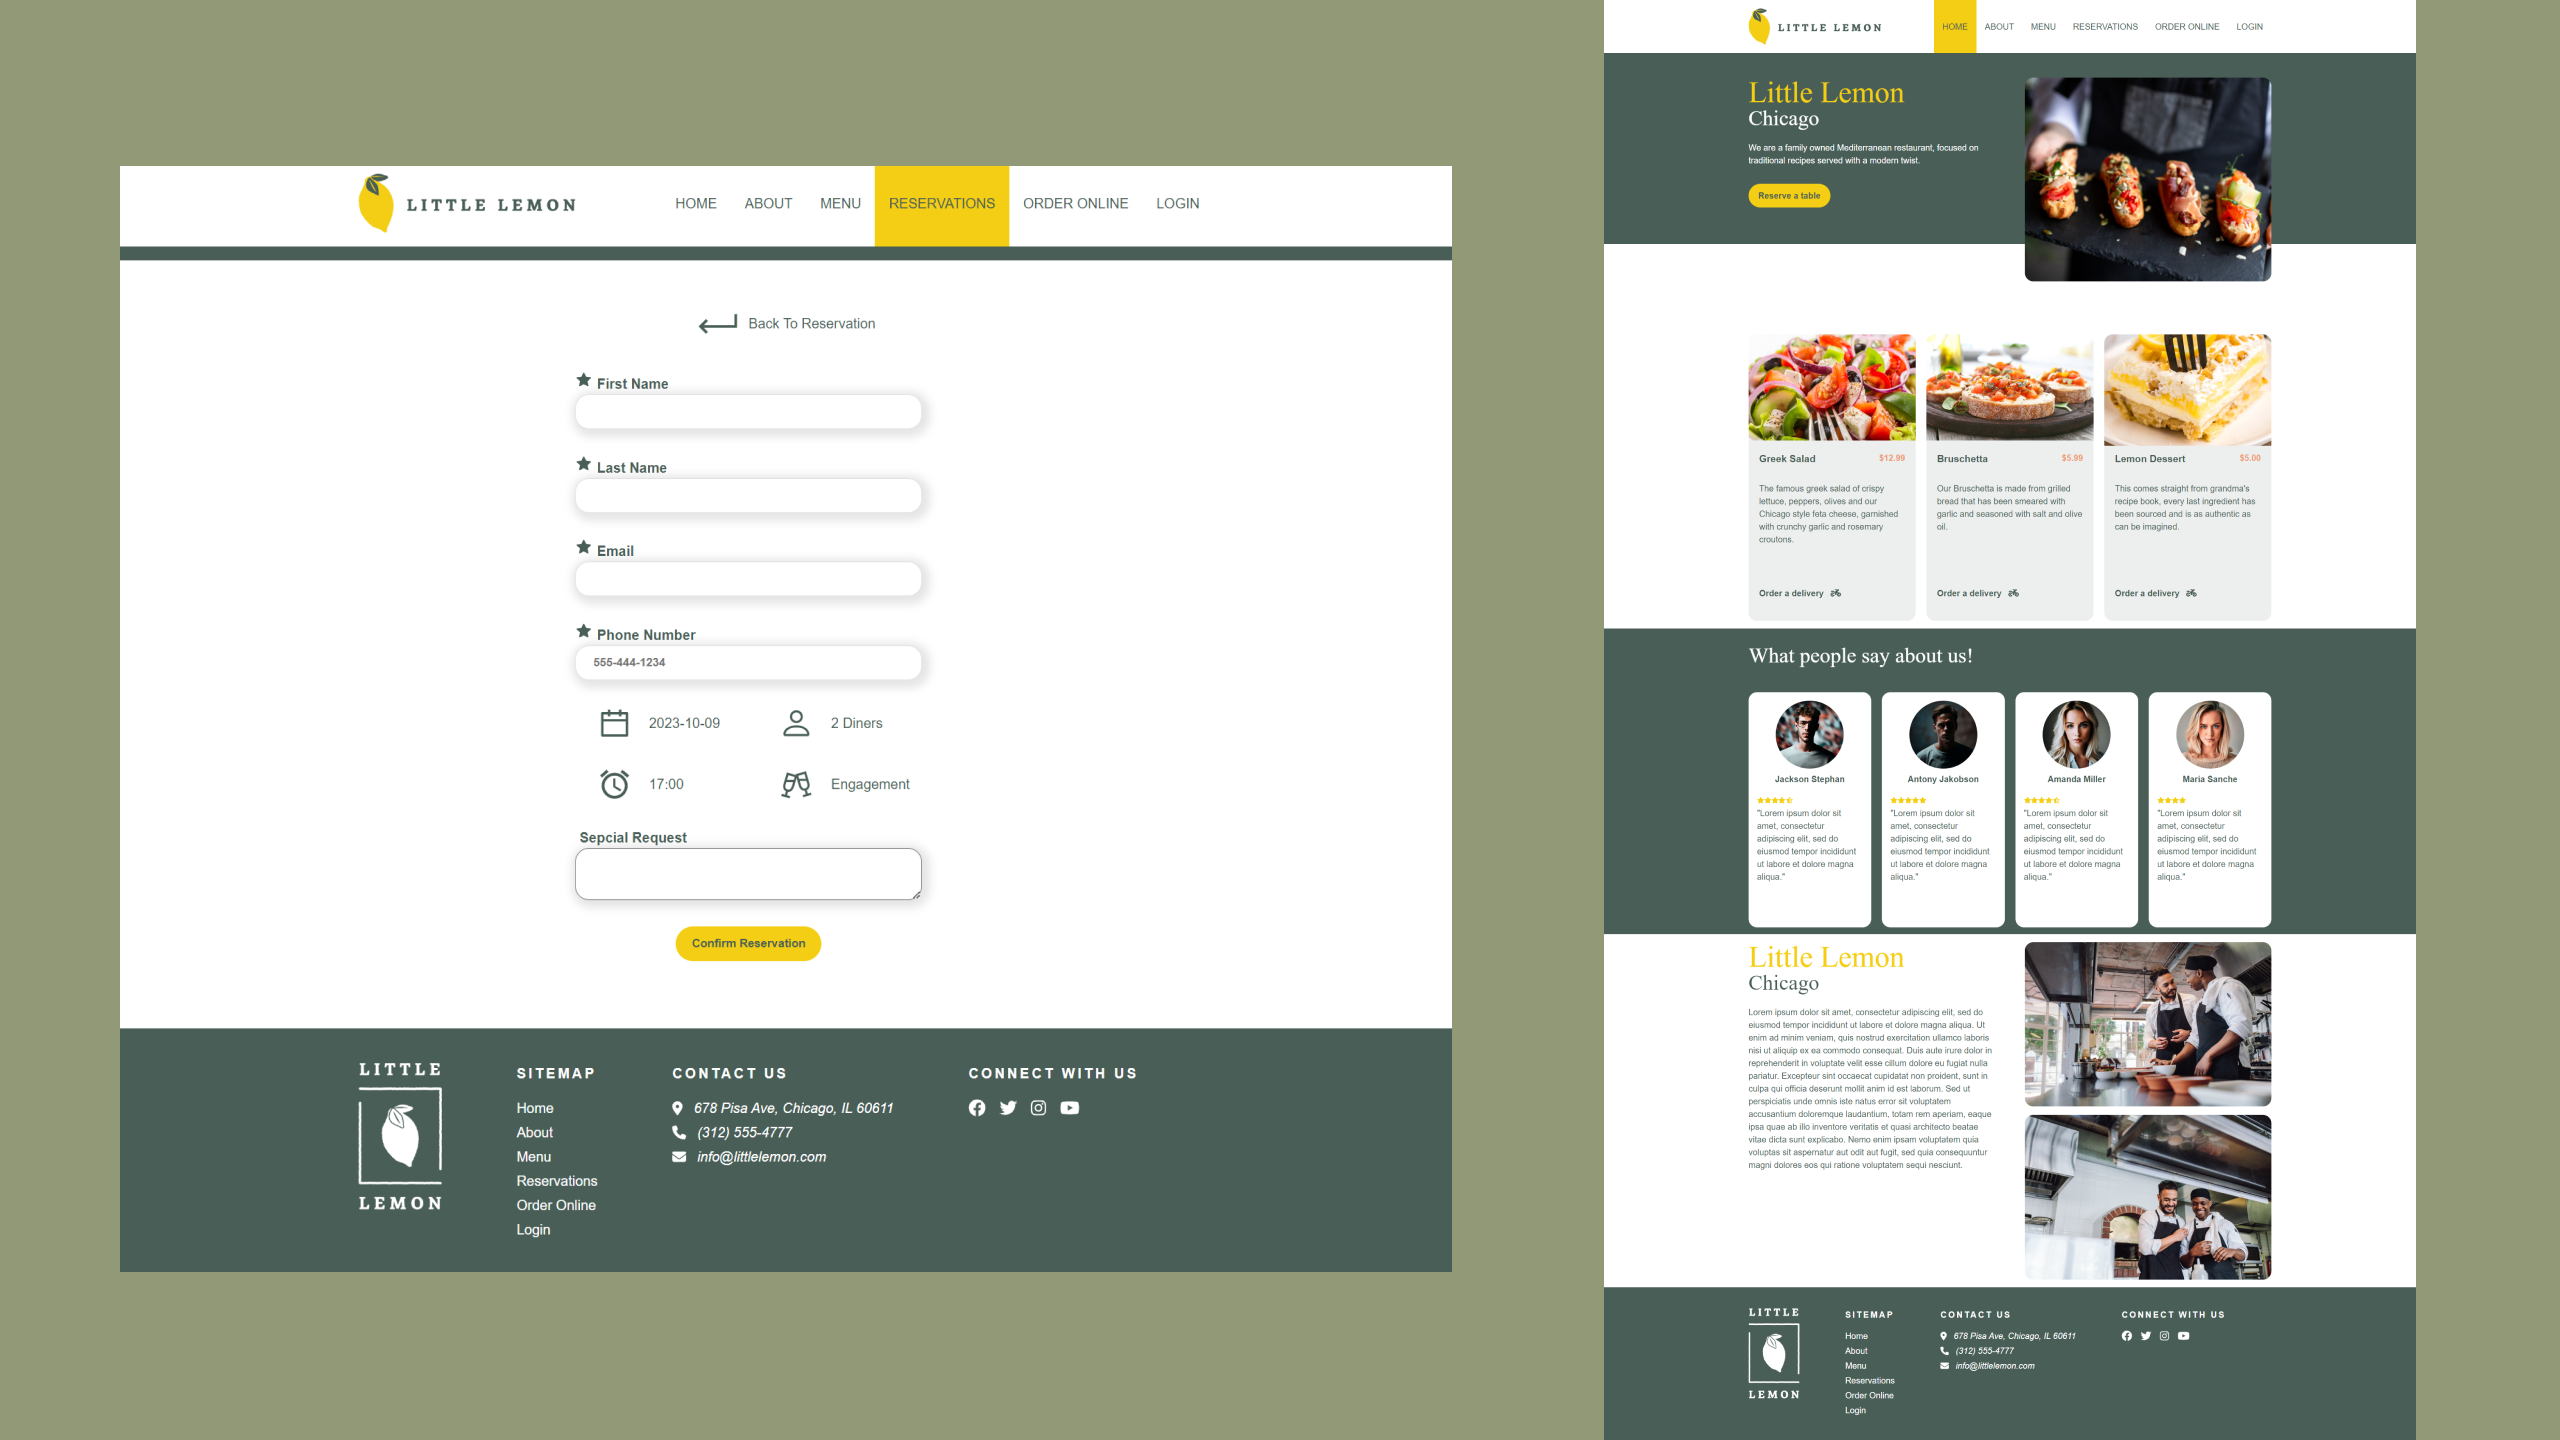 LITTLE LEMON
HOME ABOUT MENU RESERVATIONS ORDER ONLINE LOGIN
Back To Reservation
First Name
Last Name
Email
Phone Number
555-444-1234
2023-10-09 2 Diners
17:00 Engagement
Sepcial Request
Confirm Reservation
LITTLE
LEMON
SITEMAP
Home
About
Menu
Reservations
Order Online
Login
CONTACT US
678 Pisa Ave, Chicago, IL 60611
(312) 555-4777
info@littlelemon.com
CONNECT WITH US
LITTLE LEMON
HOME ABOUT MENU RESERVATIONS ORDER ONLINE LOGIN
Little Lemon
Chicago
We are a family owned Mediterranean restaurant, focused on
traditional recipes served with a modern twist.
Reserve a table
Greek Salad $12.99
The famous greek salad of crispy
lettuce, peppers, olives and our
Chicago style feta cheese, garnished
with crunchy garlic and rosemary
croutons.
Order a delivery
Bruschetta $5.99
Our Bruschetta is made from grilled
bread that has been smeared with
garlic and seasoned with salt and olive
oil.
Order a delivery
Lemon Dessert $5.00
This comes straight from grandma's
recipe book, every last ingredient has
been sourced and is as authentic as
can be imagined.
Order a delivery
What people say about us!
Jackson Stephan
"Lorem ipsum dolor sit
amet, consectetur
adipiscing elit, sed do
eiusmod tempor incididunt
ut labore et dolore magna
aliqua."
Antony Jakobson
"Lorem ipsum dolor sit
amet, consectetur
adipiscing elit, sed do
eiusmod tempor incididunt
ut labore et dolore magna
aliqua."
Amanda Miller
"Lorem ipsum dolor sit
amet, consectetur
adipiscing elit, sed do
eiusmod tempor incididunt
ut labore et dolore magna
aliqua."
Maria Sanche
"Lorem ipsum dolor sit
amet, consectetur
adipiscing elit, sed do
eiusmod tempor incididunt
ut labore et dolore magna
aliqua."
Little Lemon
Chicago
Lorem ipsum dolor sit amet, consectetur adipiscing elit, sed do
eiusmod tempor incididunt ut labore et dolore magna aliqua. Ut
enim ad minim veniam, quis nostrud exercitation ullamco laboris
nisi ut aliquip ex ea commodo consequat. Duis aute irure dolor in
reprehenderit in voluptate velit esse cillum dolore eu fugiat nulla
pariatur. Excepteur sint occaecat cupidatat non proident, sunt in
culpa qui officia deserunt mollit anim id est laborum. Sed ut
perspiciatis unde omnis iste natus error sit voluptatem
accusantium doloremque laudantium, totam rem aperiam, eaque
ipsa quae ab illo inventore veritatis et quasi architecto beatae
vitae dicta sunt explicabo. Nemo enim ipsam voluptatem quia
voluptas sit aspernatur aut odit aut fugit, sed quia consequuntur
magni dolores eos qui ratione voluptatem sequi nesciunt.
LITTLE
LEMON
SITEMAP
Home
About
Menu
Reservations
Order Online
Login
CONTACT US
678 Pisa Ave, Chicago, IL 60611
(312) 555-4777
info@littlelemon.com
CONNECT WITH US